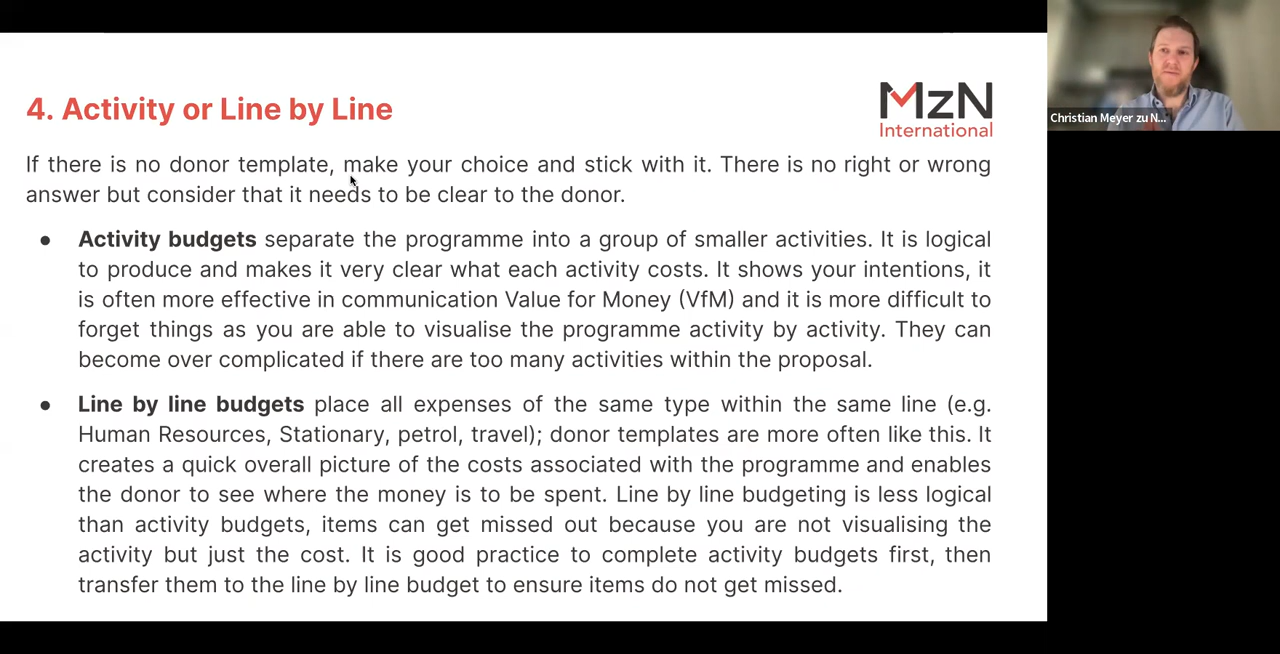 4. Activity or Line by Line
MzN
International
If there is no donor template, make your choice and stick with it. There is no right or wrong
answer but consider that it needs to be clear to the donor.
● Activity budgets separate the programme into a group of smaller activities. It is logical
to produce and makes it very clear what each activity costs. It shows your intentions, it
is often more effective in communication Value for Money (VfM) and it is more difficult to
forget things as you are able to visualise the programme activity by activity. They can
become over complicated if there are too many activities within the proposal.
● Line by line budgets place all expenses of the same type within the same line (e.g.
Human Resources, Stationary, petrol, travel); donor templates are more often like this. It
creates a quick overall picture of the costs associated with the programme and enables
the donor to see where the money is to be spent. Line by line budgeting is less logical
than activity budgets, items can get missed out because you are not visualising the
activity but just the cost. It is good practice to complete activity budgets first, then
transfer them to the line by line budget to ensure items do not get missed.
Christian Meyer zu N...